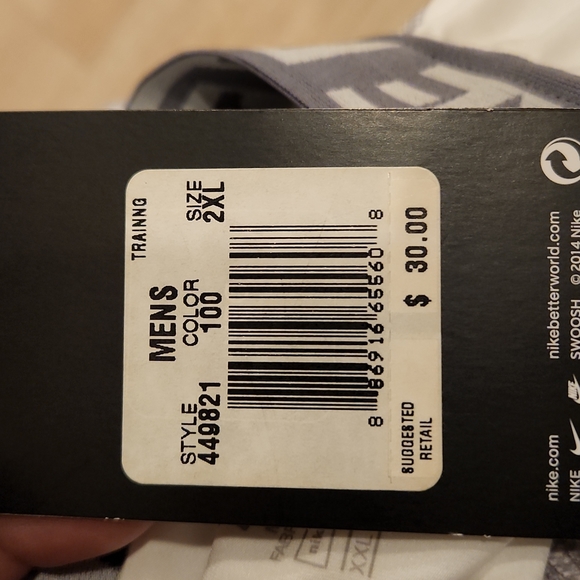 TRAINNG
MENS
STYLE COLOR SIZE
449821 100 2XL
8 86916 65560 8
SUGGESTED
RETAIL
$ 30.00
nike.com nikebetterworld.com
NIKE SWOOSH © 2014 Nike
XXL